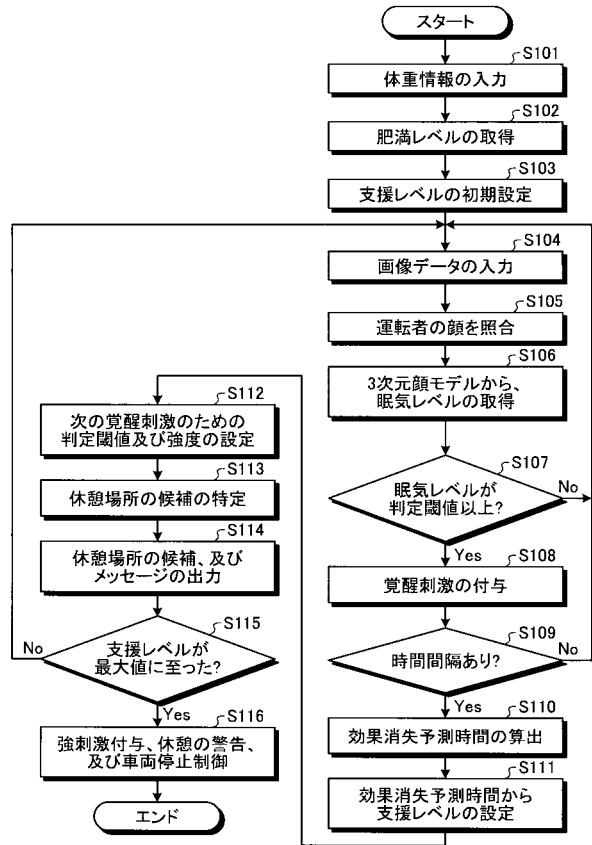 スタート
S101
体重情報の入力
S102
肥満レベルの取得
S103
支援レベルの初期設定
S104
画像データの入力
S105
運転者の顔を照合
S106
3次元顔モデルから、
眠気レベルの取得
S107
眠気レベルが
判定閾値以上?
No
Yes
S108
覚醒刺激の付与
S109
時間間隔あり?
No
Yes
S110
効果消失予測時間の算出
S111
効果消失予測時間から
支援レベルの設定
S112
次の覚醒刺激のための
判定閾値及び強度の設定
S113
休憩場所の候補の特定
S114
休憩場所の候補、及び
メッセージの出力
S115
支援レベルが
最大値に至った?
No
Yes
S116
強刺激付与、休憩の警告、
及び車両停止制御
エンド